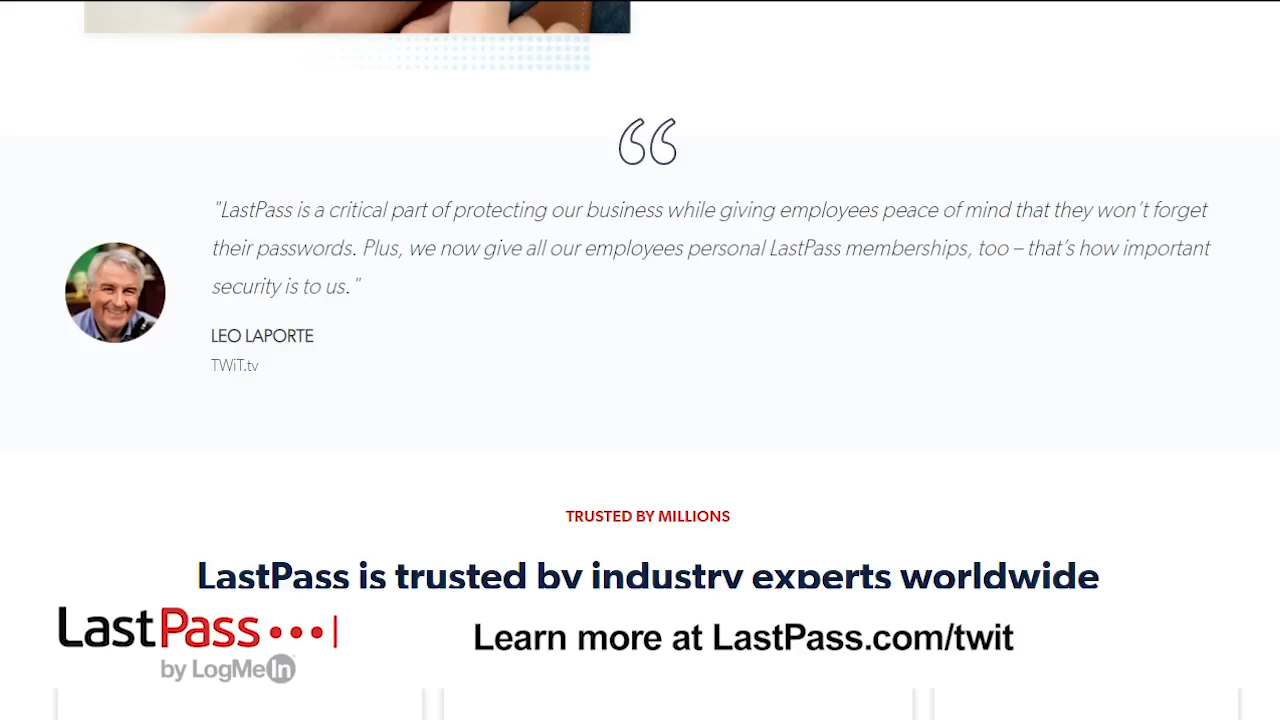 "LastPass is a critical part of protecting our business while giving employees peace of mind that they won’t forget
their passwords. Plus, we now give all our employees personal LastPass memberships, too – that’s how important
security is to us."
LEO LAPORTE
TWiT.tv
TRUSTED BY MILLIONS
LastPass is trusted by industry experts worldwide
LastPass...|
by LogMeIn
Learn more at LastPass.com/twit